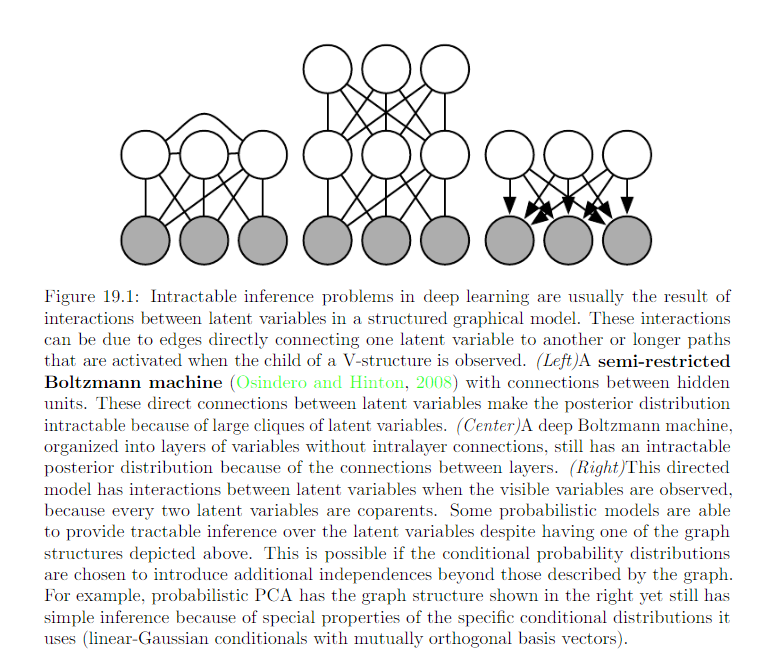 Figure 19.1: Intractable inference problems in deep learning are usually the result of
interactions between latent variables in a structured graphical model. These interactions
can be due to edges directly connecting one latent variable to another or longer paths
that are activated when the child of a V-structure is observed. (Left)A semi-restricted
Boltzmann machine (Osindero and Hinton, 2008) with connections between hidden
units. These direct connections between latent variables make the posterior distribution
intractable because of large cliques of latent variables. (Center)A deep Boltzmann machine,
organized into layers of variables without intralayer connections, still has an intractable
posterior distribution because of the connections between layers. (Right)This directed
model has interactions between latent variables when the visible variables are observed,
because every two latent variables are coparents. Some probabilistic models are able
to provide tractable inference over the latent variables despite having one of the graph
structures depicted above. This is possible if the conditional probability distributions
are chosen to introduce additional independences beyond those described by the graph.
For example, probabilistic PCA has the graph structure shown in the right yet still has
simple inference because of special properties of the specific conditional distributions it
uses (linear-Gaussian conditionals with mutually orthogonal basis vectors).